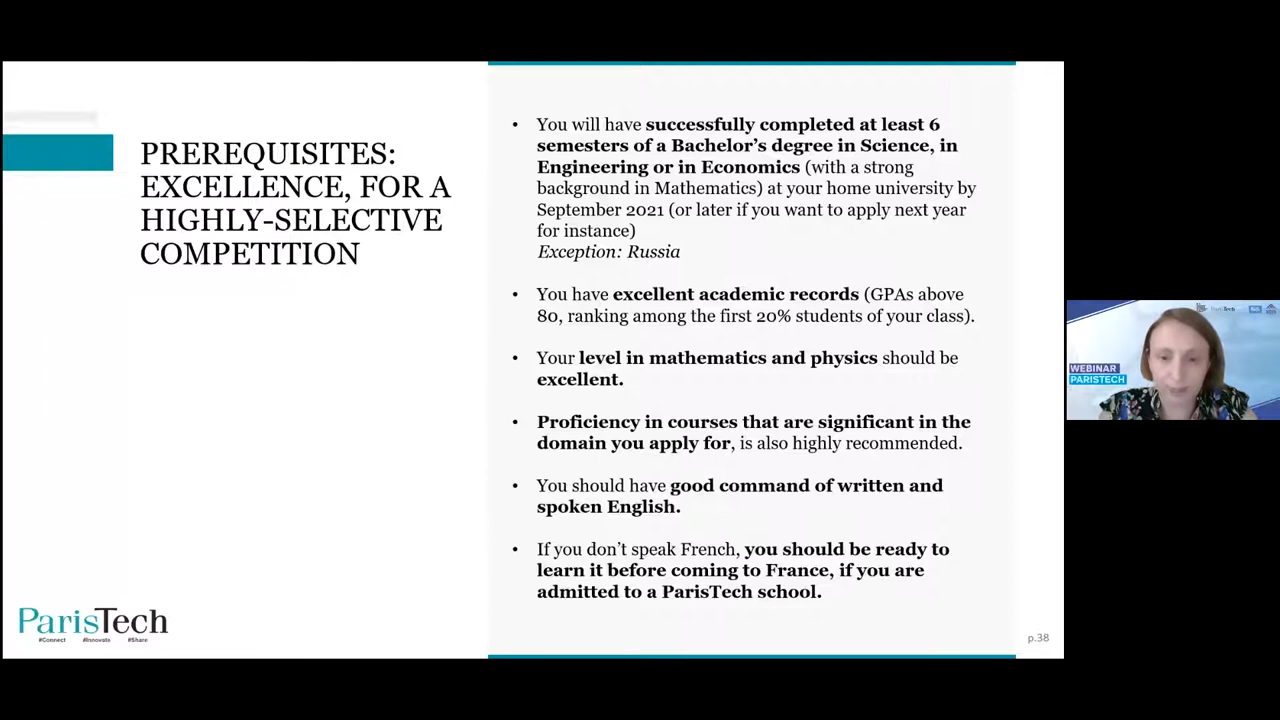 PREREQUISITES:
EXCELLENCE, FOR A
HIGHLY-SELECTIVE
COMPETITION
• You will have successfully completed at least 6
semesters of a Bachelor’s degree in Science, in
Engineering or in Economics (with a strong
background in Mathematics) at your home university by
September 2021 (or later if you want to apply next year
for instance)
Exception: Russia
• You have excellent academic records (GPAs above
80, ranking among the first 20% students of your class).
• Your level in mathematics and physics should be
excellent.
• Proficiency in courses that are significant in the
domain you apply for, is also highly recommended.
• You should have good command of written and
spoken English.
• If you don’t speak French, you should be ready to
learn it before coming to France, if you are
admitted to a ParisTech school.
ParisTech
#Connect #Innovate #Share
p.38
ParisTech
WEBINAR
PARISTECH